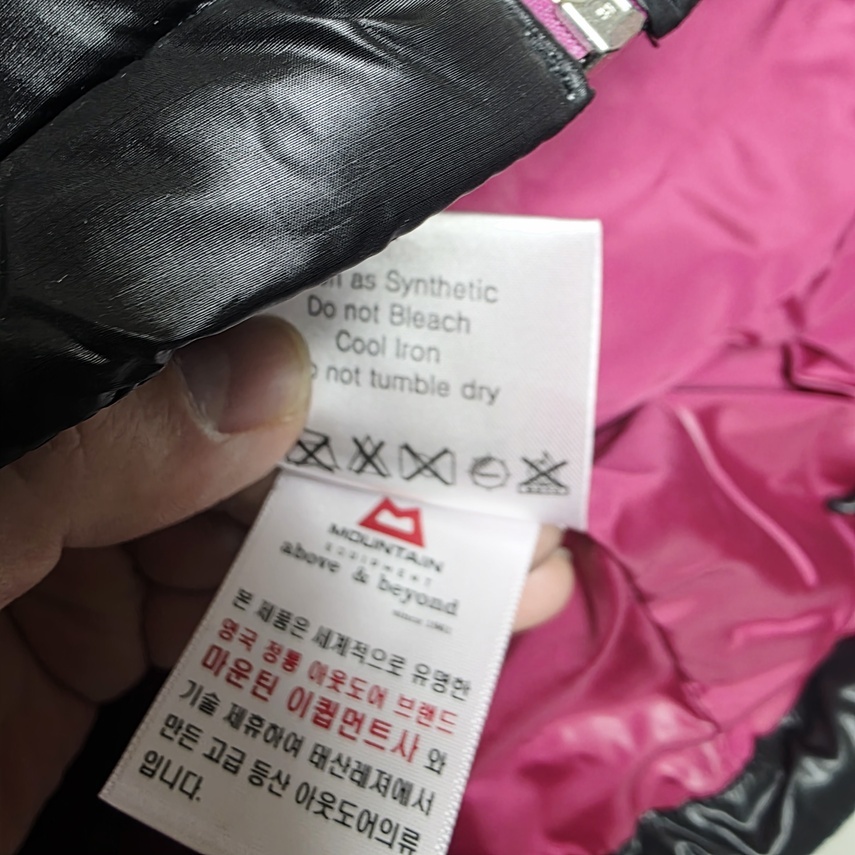 as Synthetic
Do not Bleach
Cool Iron
not tumble dry
MOUNTAIN
EQUIPMENT
above & beyond
본 제품은 세계적으로 유명한
영국 정통 아웃도어 브랜드
마운틴 이큅먼트사 와
기술 제휴하여 태산레져에서
만든 고급 등산 아웃도어의류
입니다.